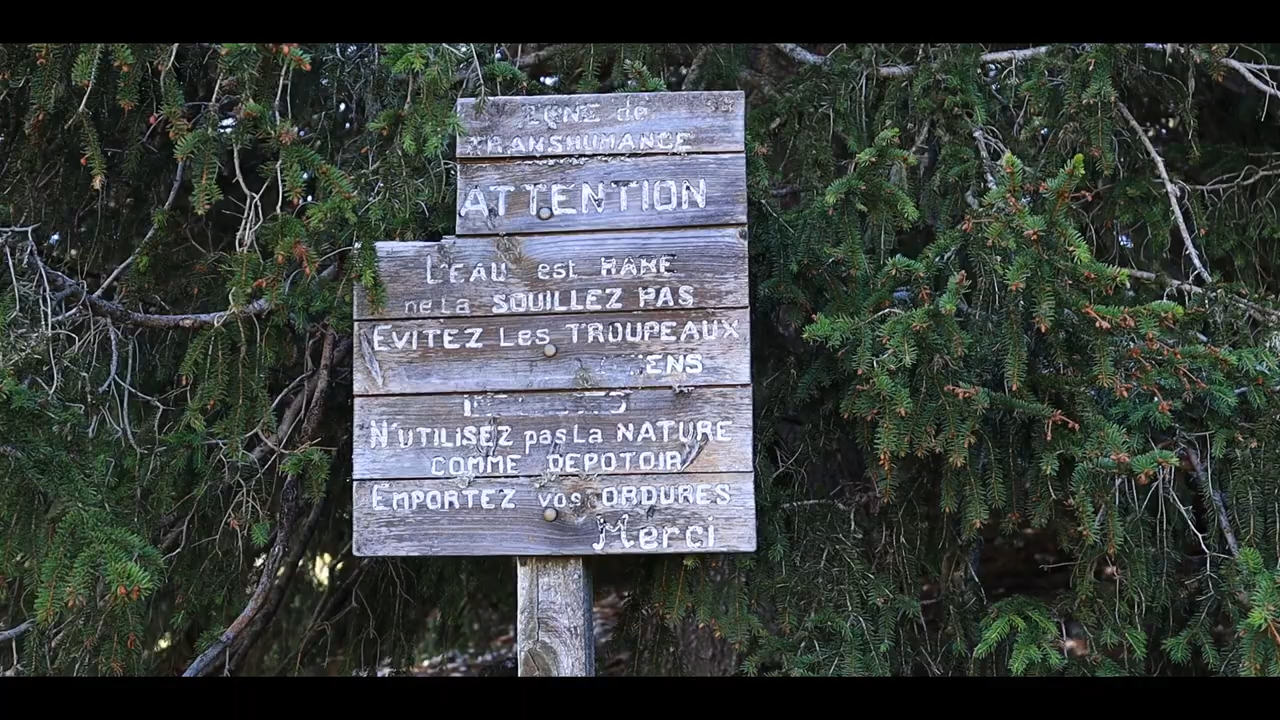 ZONE de
TRANSHUMANCE
ATTENTION
L'EAU est RARE
ne La SOUILLEZ PAS
EVITEZ Les TROUPEAUX
N'UTILISEZ pas La NATURE
COMME DEPOTOIR
EMPORTEZ vos ORDURES
Merci